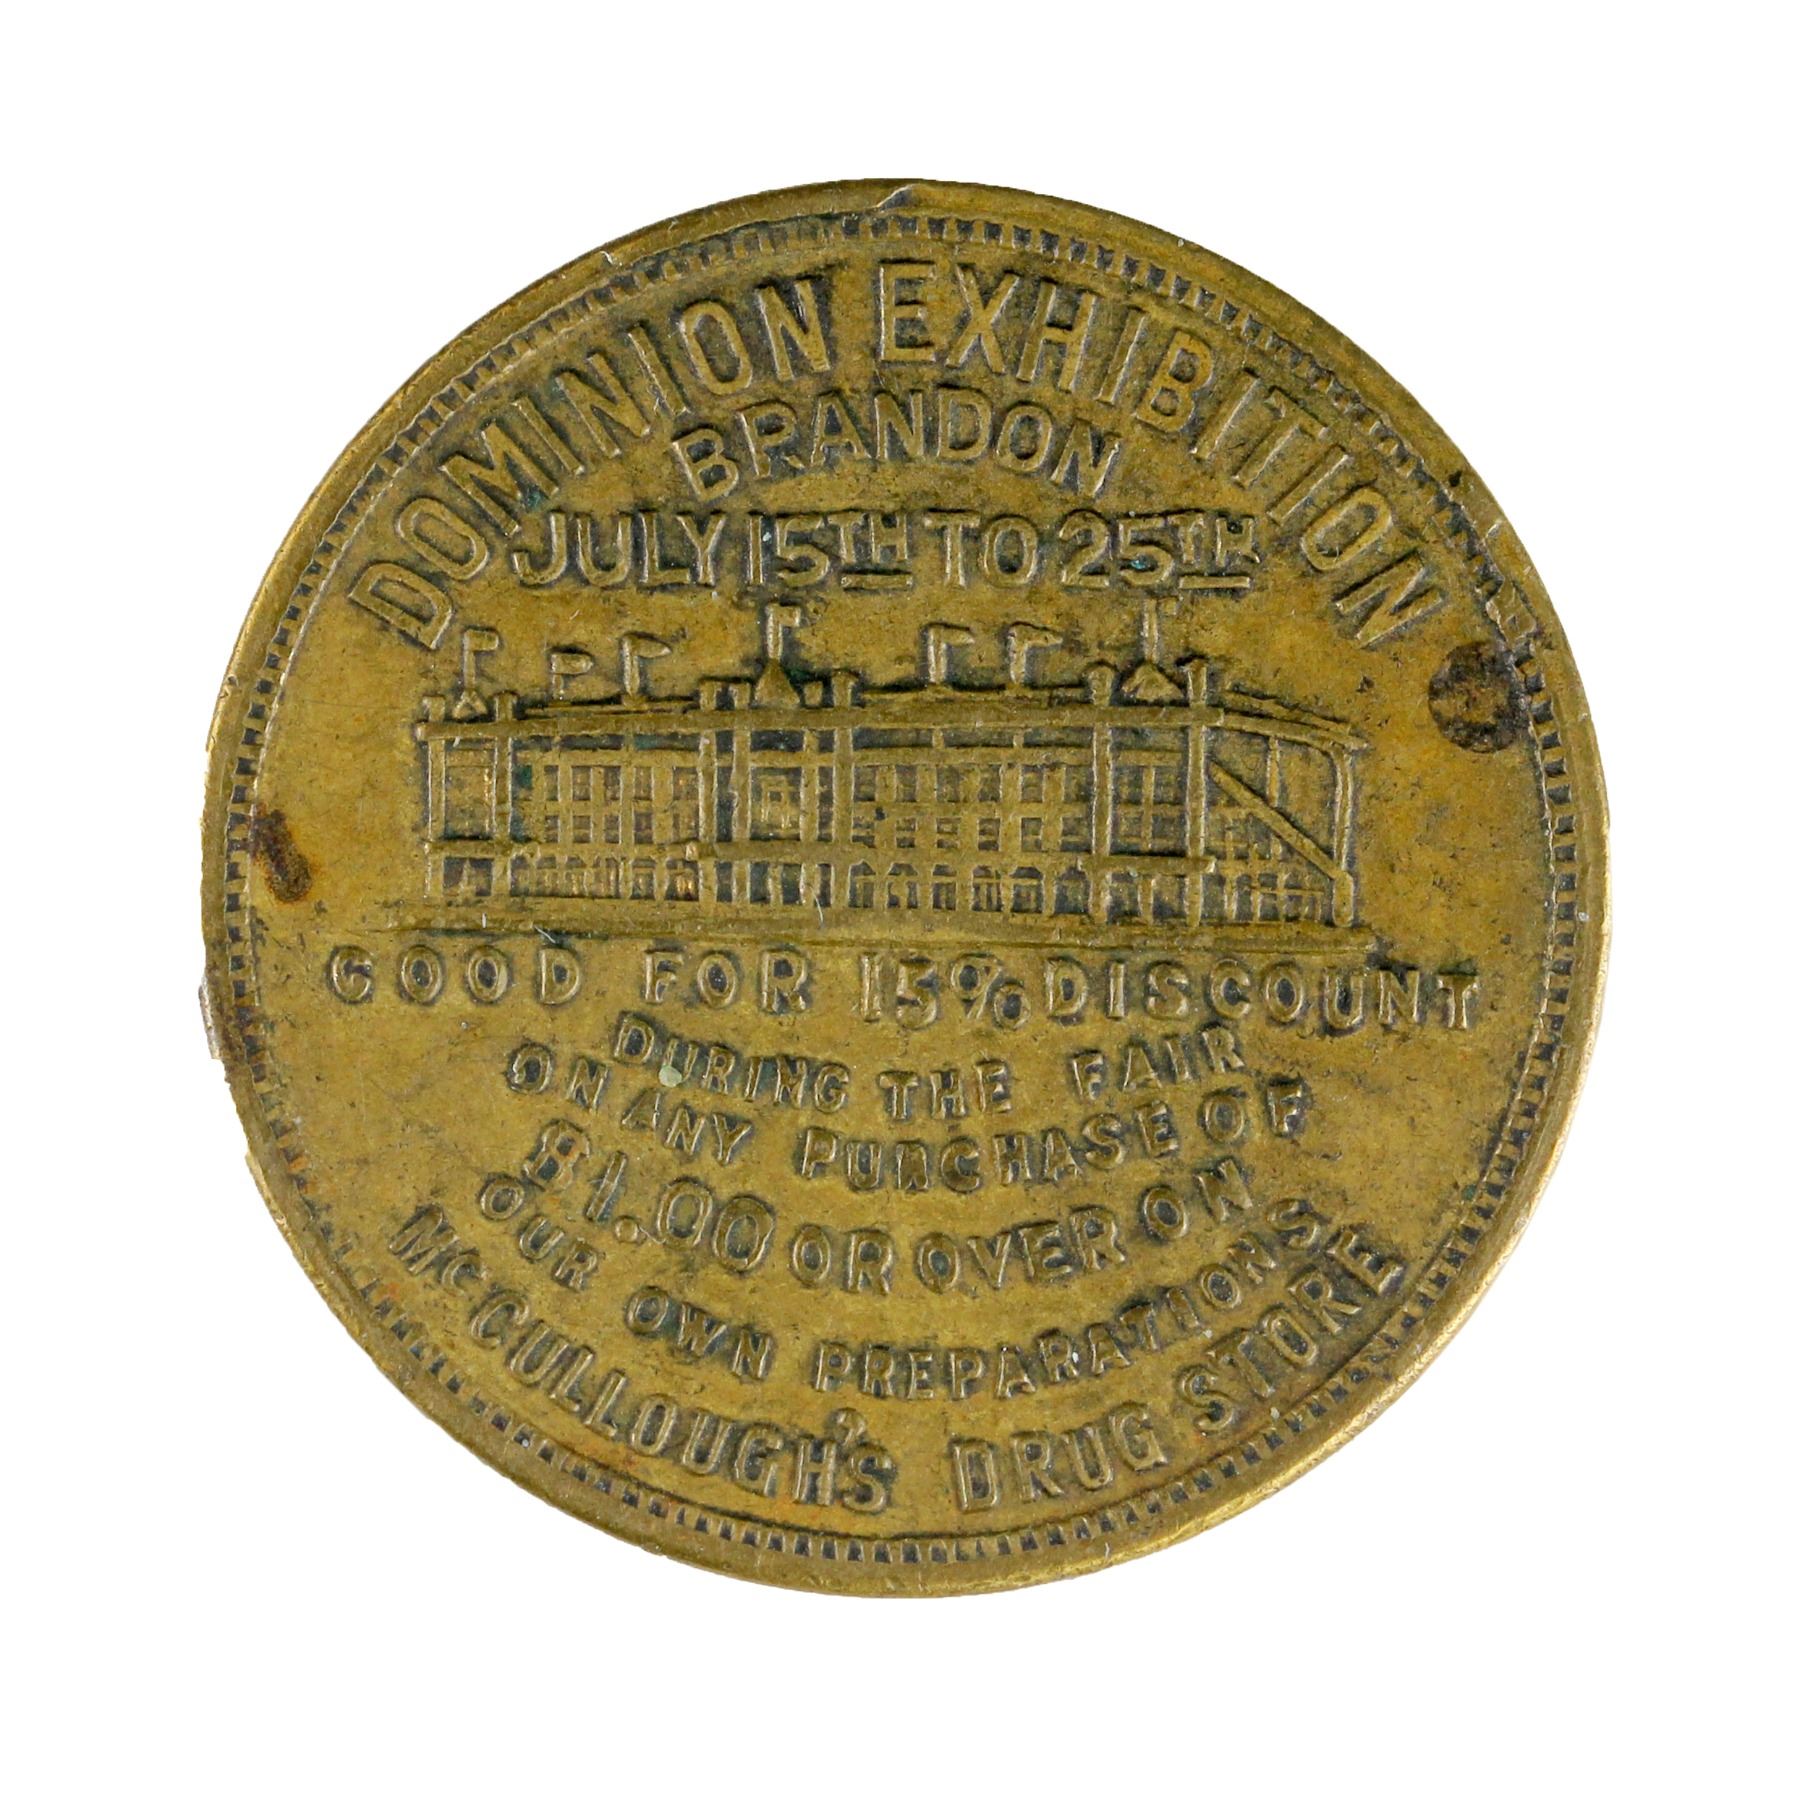 DOMINION EXHIBITION
BRANDON
JULY 15TH TO 25TH
GOOD FOR 15% DISCOUNT
DURING THE FAIR
ON ANY PURCHASE OF
$1.00 OR OVER ON
OUR OWN PREPARATIONS
McCULLOUGH'S DRUG STORE